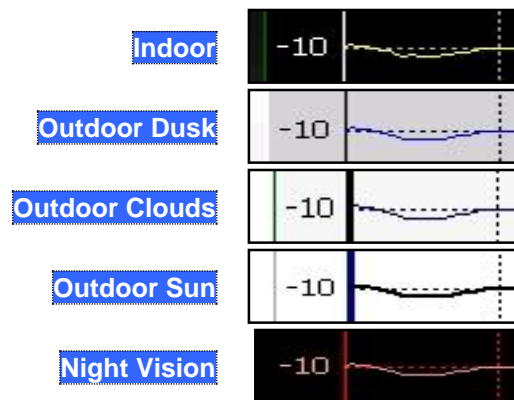 Indoor -10
Outdoor Dusk -10
Outdoor Clouds -10
Outdoor Sun -10
Night Vision -10